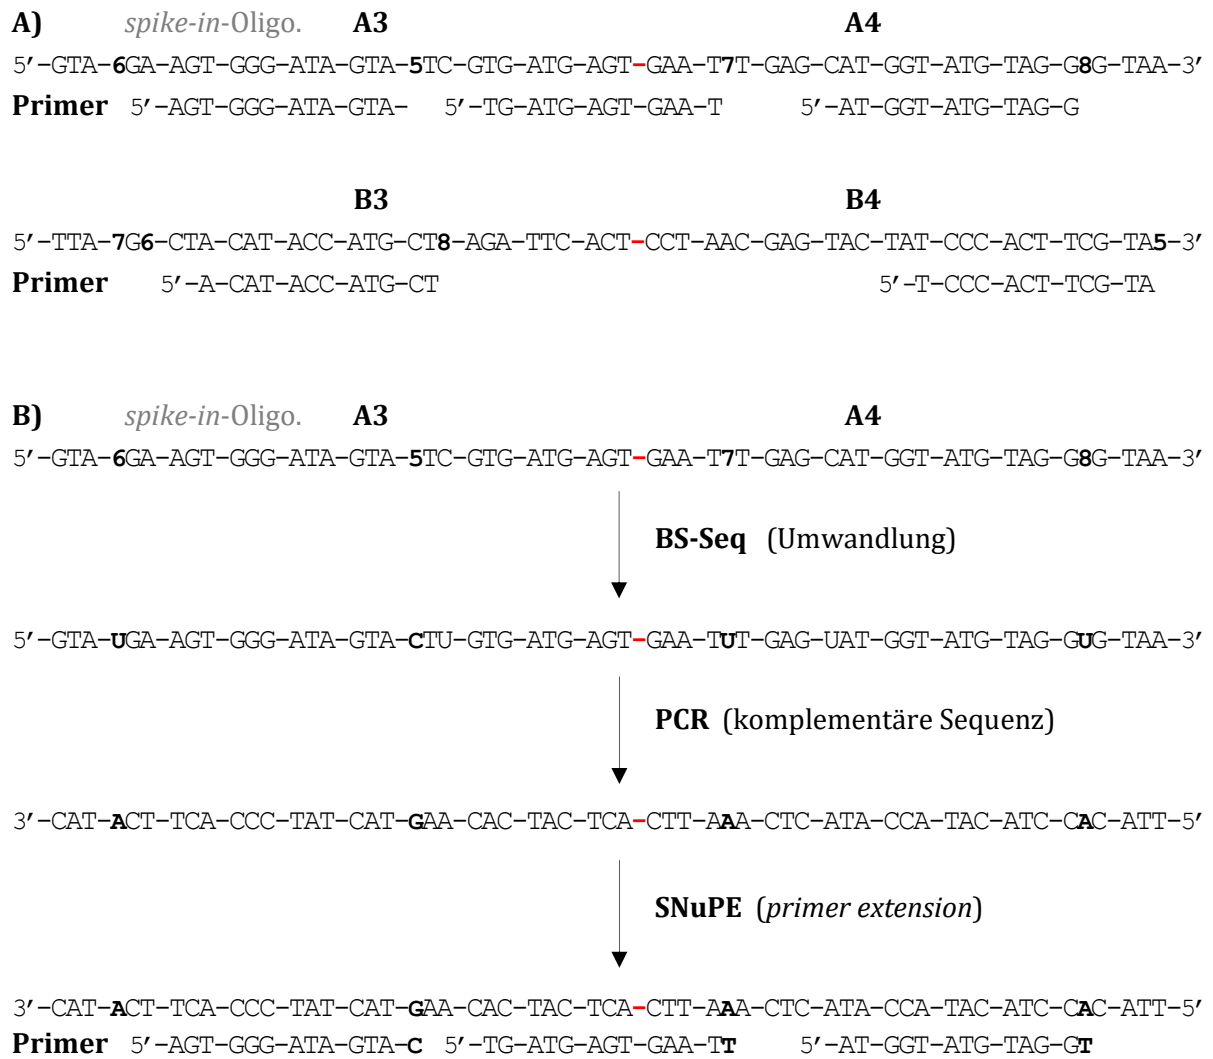 A) spike-in-Oligo. A3 A4
5′-GTA-6GA-AGT-GGG-ATA-GTA-5TC-GTG-ATG-AGT-GAA-T7T-GAG-CAT-GGT-ATG-TAG-G8G-TAA-3′
Primer 5′-AGT-GGG-ATA-GTA- 5′-TG-ATG-AGT-GAA-T 5′-AT-GGT-ATG-TAG-G
B3 B4
5′-TTA-7G6-CTA-CAT-ACC-ATG-CT8-AGA-TTC-ACT-CCT-AAC-GAG-TAC-TAT-CCC-ACT-TCG-TA5-3′
Primer 5′-A-CAT-ACC-ATG-CT 5′-T-CCC-ACT-TCG-TA
B) spike-in-Oligo. A3 A4
5′-GTA-6GA-AGT-GGG-ATA-GTA-5TC-GTG-ATG-AGT-GAA-T7T-GAG-CAT-GGT-ATG-TAG-G8G-TAA-3′
BS-Seq (Umwandlung)
5′-GTA-UGA-AGT-GGG-ATA-GTA-CTU-GTG-ATG-AGT-GAA-TUT-GAG-UAT-GGT-ATG-TAG-GUG-TAA-3′
PCR (komplementäre Sequenz)
3′-CAT-ACT-TCA-CCC-TAT-CAT-GAA-CAC-TAC-TCA-CTT-AAA-CTC-ATA-CCA-TAC-ATC-CAC-ATT-5′
SNuPE (primer extension)
3′-CAT-ACT-TCA-CCC-TAT-CAT-GAA-CAC-TAC-TCA-CTT-AAA-CTC-ATA-CCA-TAC-ATC-CAC-ATT-5′
Primer 5′-AGT-GGG-ATA-GTA-C 5′-TG-ATG-AGT-GAA-TT 5′-AT-GGT-ATG-TAG-GT